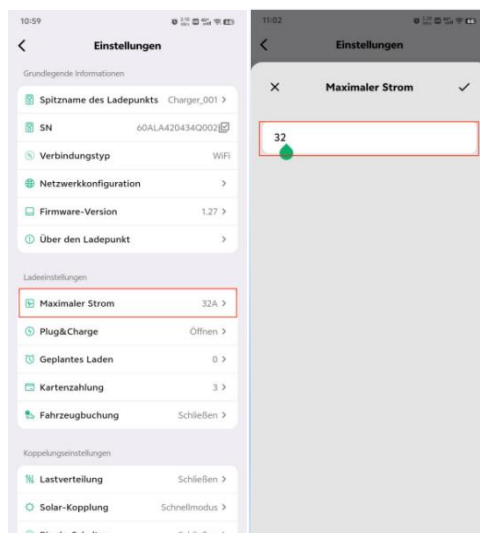 10:59
Einstellungen
Grundlegende Informationen
Spitzname des Ladepunkts Charger_001 >
SN 60ALA420434Q002
Verbindungstyp WiFi
Netzwerkkonfiguration >
Firmware-Version 1.27 >
Über den Ladepunkt >
Ladeeinstellungen
Maximaler Strom 32A >
Plug&Charge Öffnen >
Geplantes Laden 0 >
Kartenzahlung 3 >
Fahrzeugbuchung Schließen >
Koppelungseinstellungen
Lastverteilung Schließen >
Solar-Kopplung Schnellmodus >
11:02
Einstellungen
Maximaler Strom
32